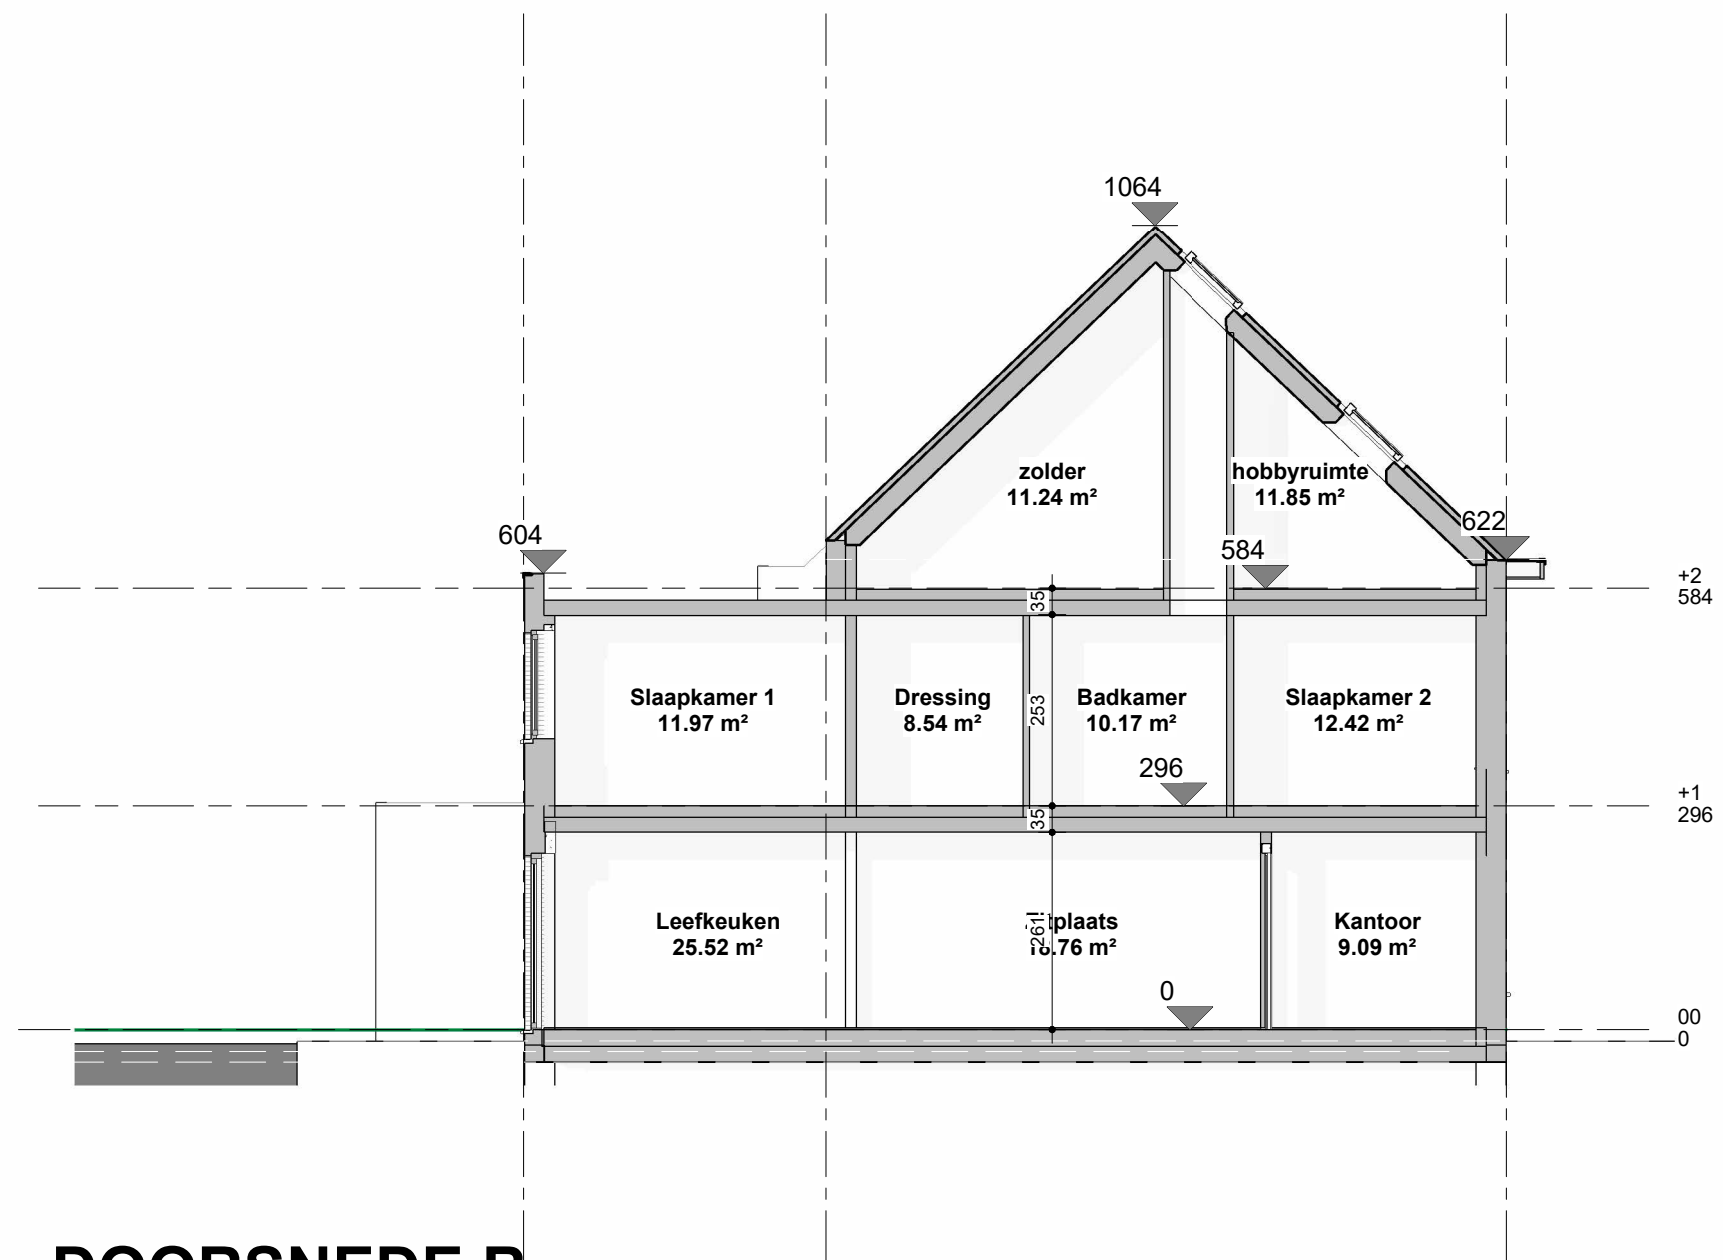 1064
zolder
11.24 m²
hobbyruimte
11.85 m²
604
622
584
+2
584
35
Slaapkamer 1
11.97 m²
Dressing
8.54 m²
253
Badkamer
10.17 m²
Slaapkamer 2
12.42 m²
296
+1
296
35
Leefkeuken
25.52 m²
261
Kantoor
9.09 m²
0
00
0
DOORSNEDE B